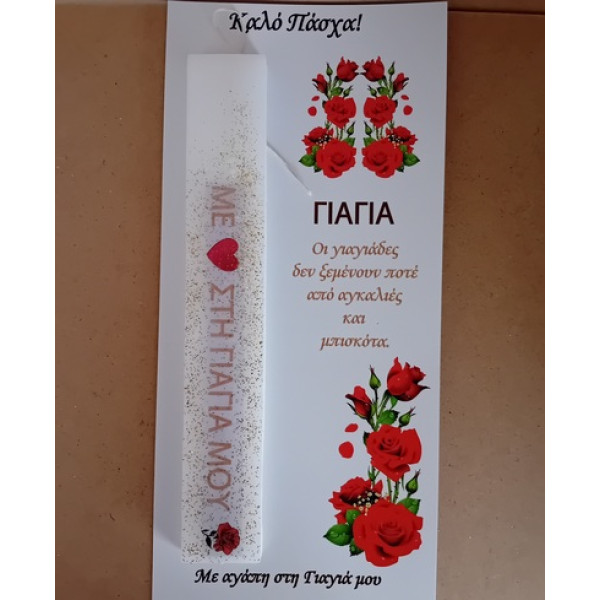 Καλό Πάσχα!
ΜΕ ΣΤΗ ΓΙΑΓΙΑ ΜΟΥ
ΓΙΑΓΙΑ
Οι γιαγιάδες
δεν ξεμένουν ποτέ
από αγκαλιές
και
μπισκότα.
Με αγάπη στη Γιαγιά μου